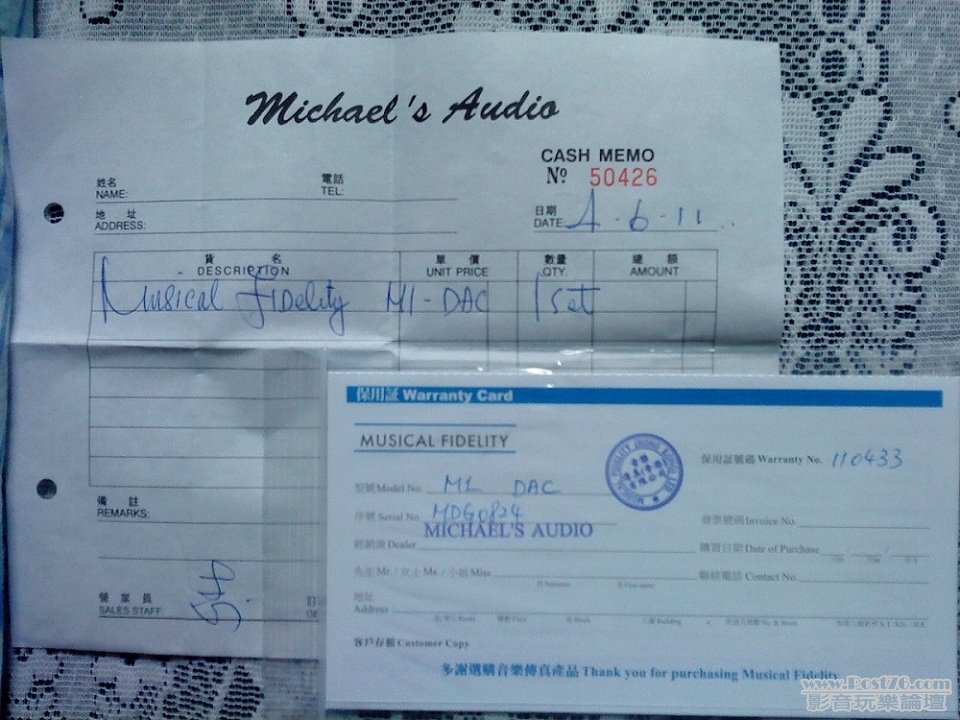 Michael's Audio
CASH MEMO
Nº 50426
姓名 電話
NAME: TEL:
地 址 日期
ADDRESS: DATE: 4-6-11
貨 名 單 價 數量 總 額
DESCRIPTION UNIT PRICE QTY. AMOUNT
Musical Fidelity M1-DAC 1 set
保用証 Warranty Card
MUSICAL FIDELITY
保用証號碼 Warranty No. 110433
型號 Model No. M1 DAC
序號 Serial No. MDG0824
發票號碼 Invoice No.
MICHAEL'S AUDIO
經銷商 Dealer
購買日期 Date of Purchase
先生 Mr. / 女士 Ms. / 小姐 Miss
聯絡電話 Contact No.
地址
Address
備 註
REMARKS:
營 業 員
SALES STAFF
客戶存根 Customer Copy
多謝選購音樂傳真產品 Thank you for purchasing Musical Fidelity
www.Post76.com
影音玩樂論壇